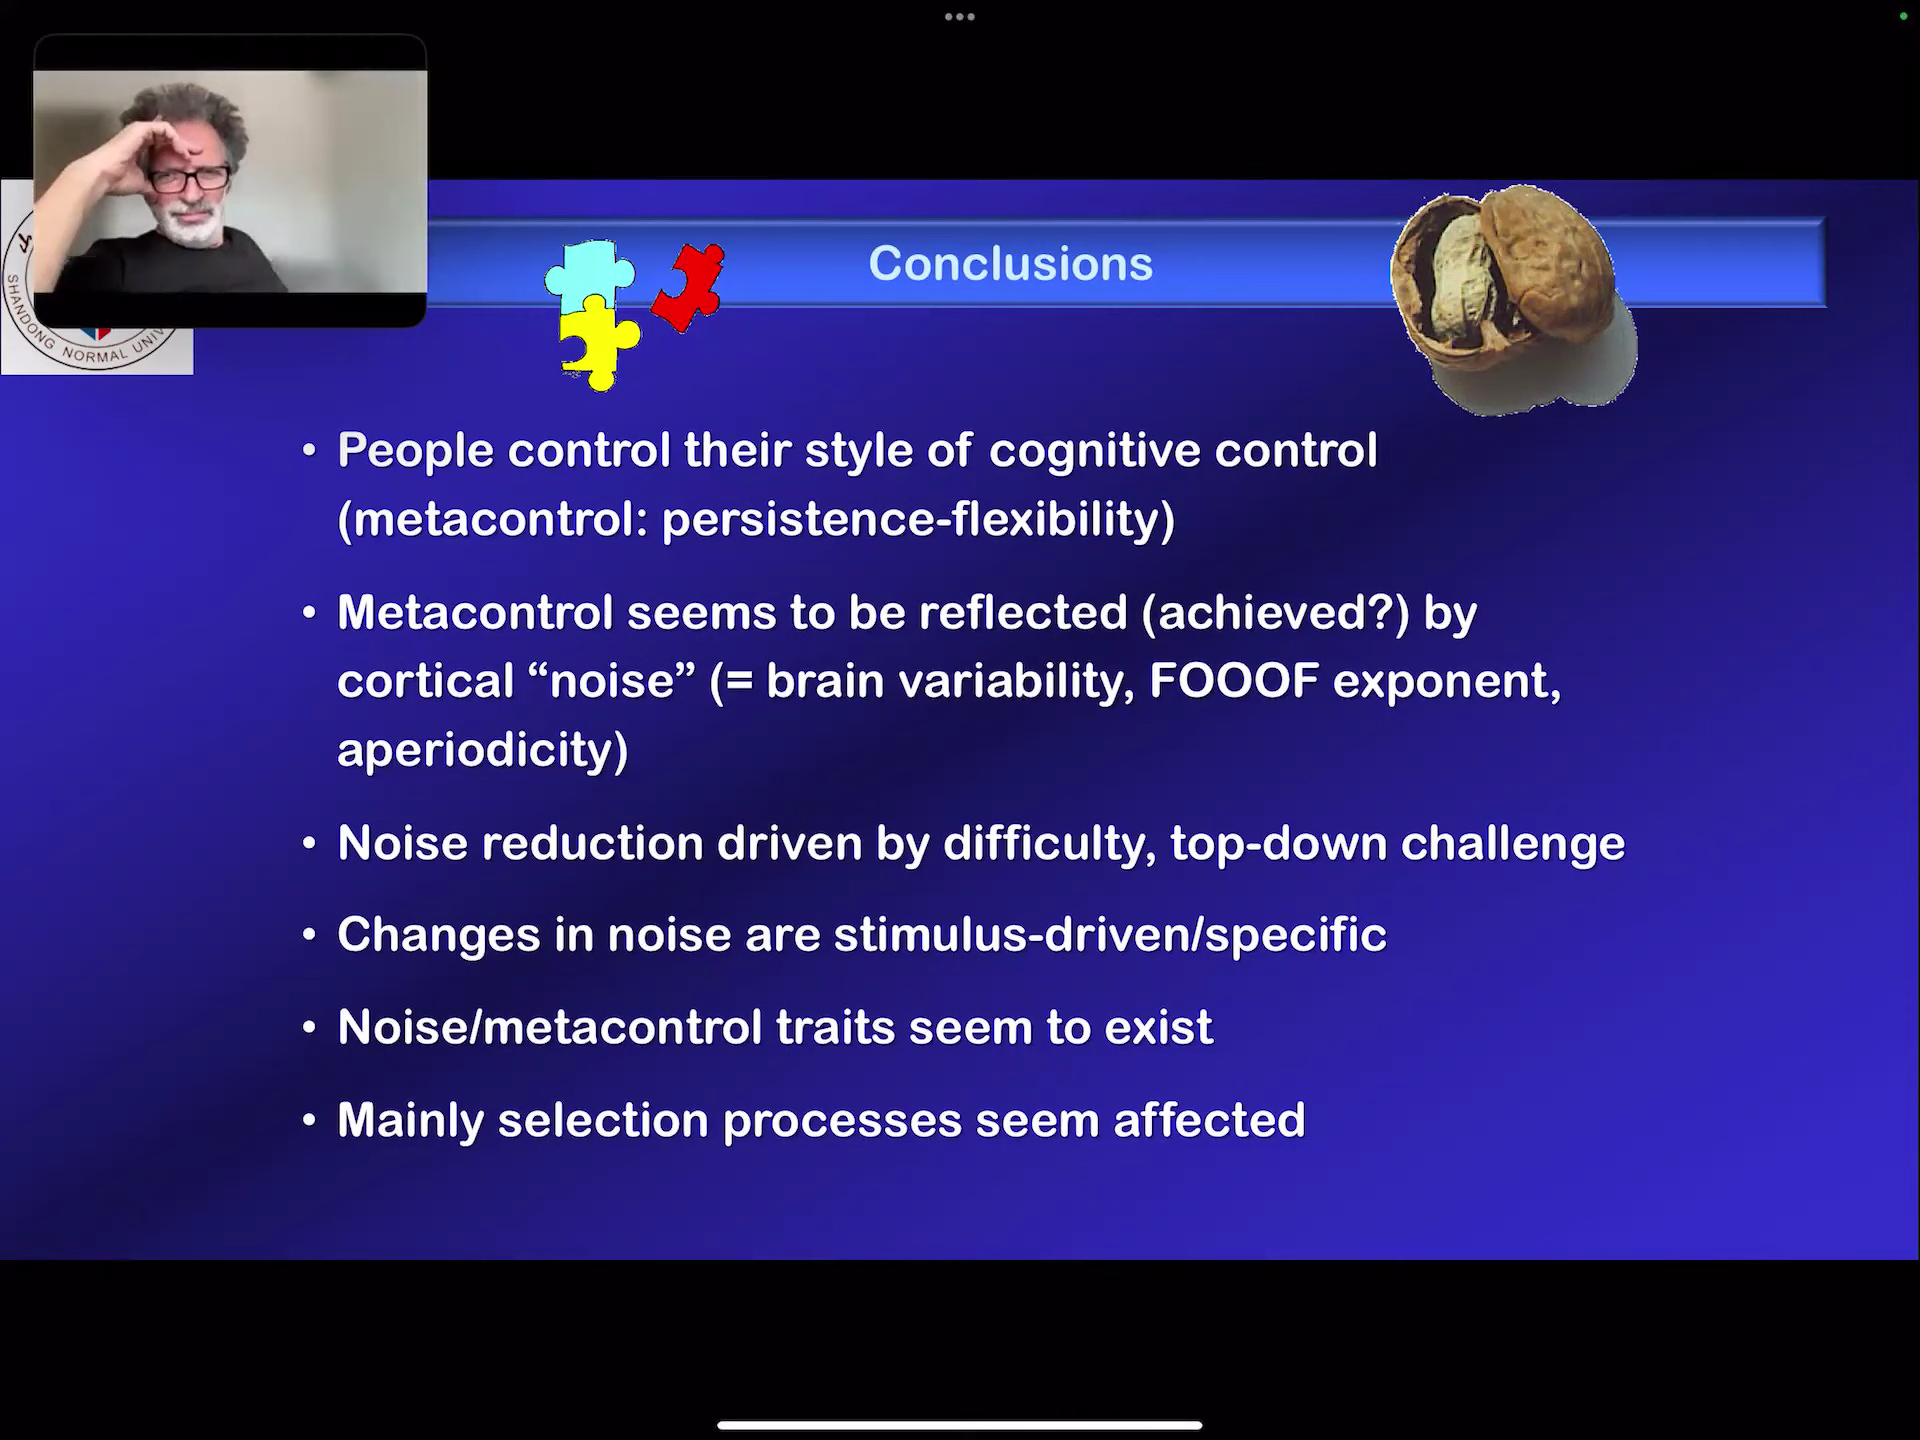 SHANDONG NORMAL
Conclusions
• People control their style of cognitive control
(metacontrol: persistence-flexibility)
• Metacontrol seems to be reflected (achieved?) by
cortical “noise” (= brain variability, FOOOF exponent,
aperiodicity)
• Noise reduction driven by difficulty, top-down challenge
• Changes in noise are stimulus-driven/specific
• Noise/metacontrol traits seem to exist
• Mainly selection processes seem affected